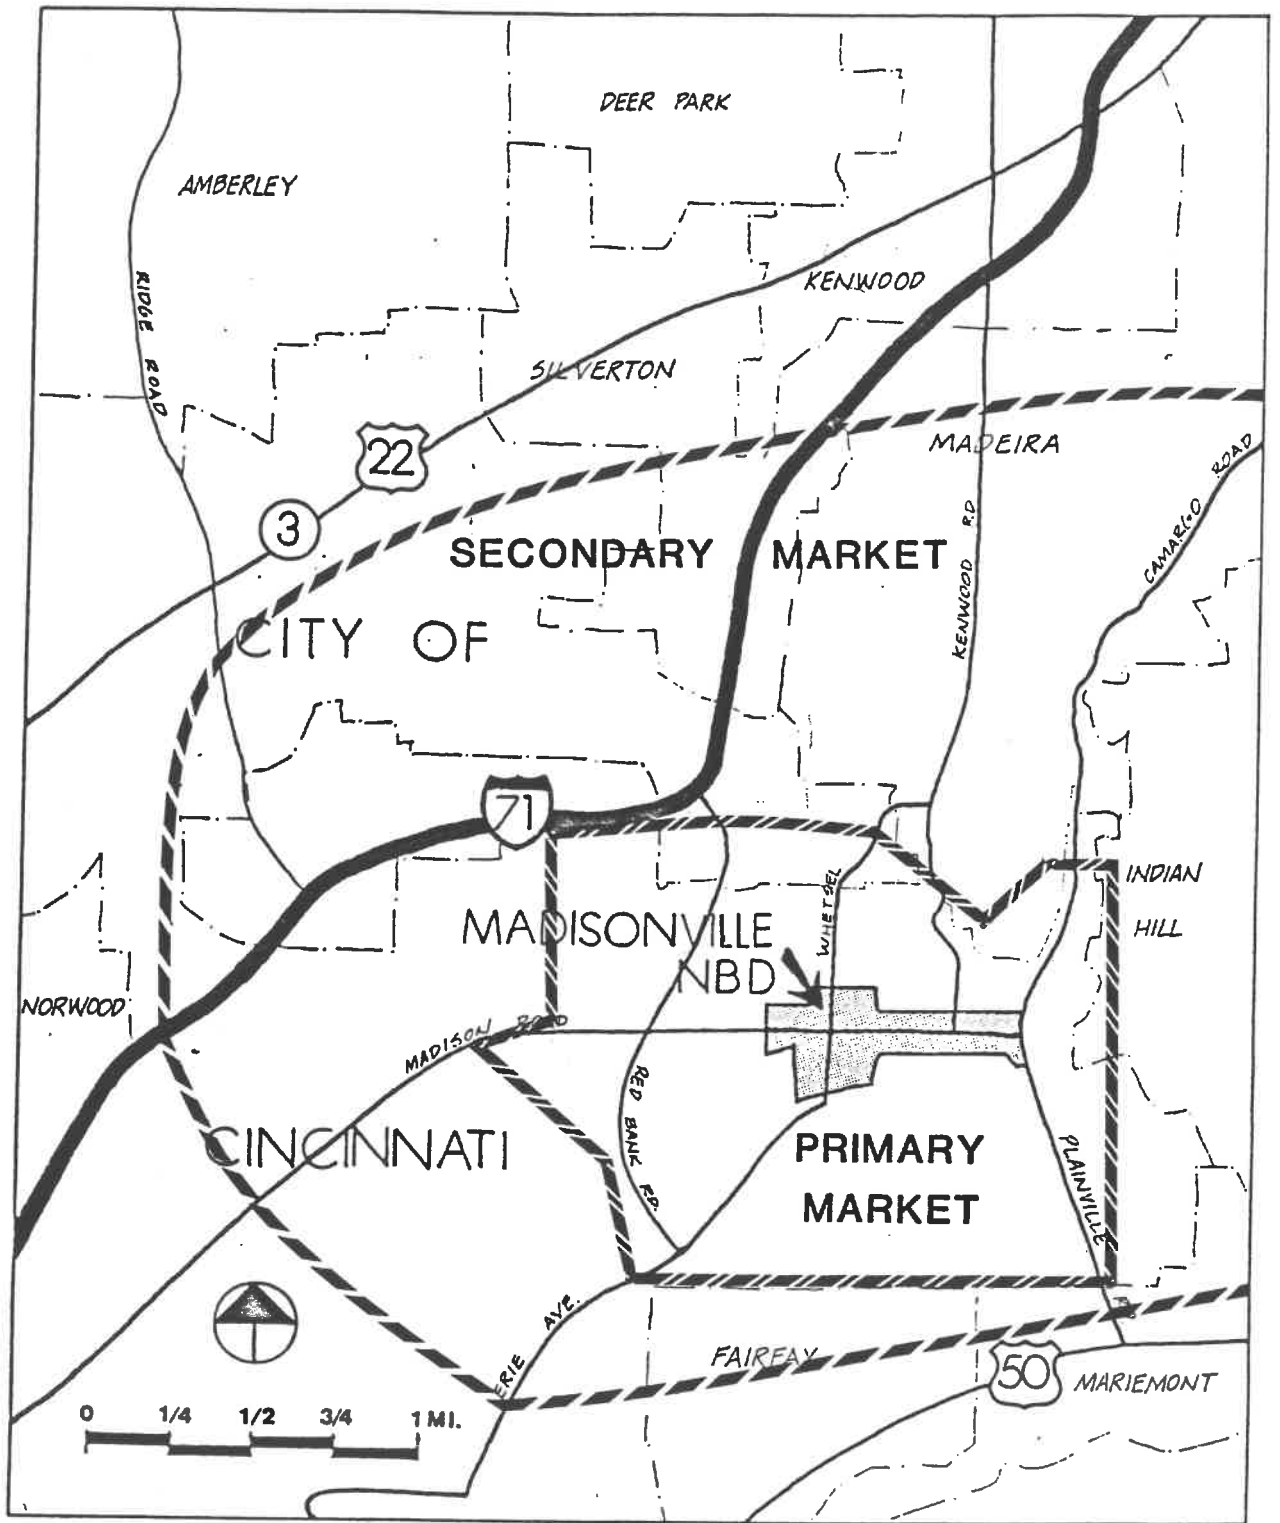 DEER PARK
AMBERLEY
RIDGE ROAD
KENWOOD
SILVERTON
22
3
MADEIRA
CAMARGO ROAD
SECONDARY MARKET
KENWOOD RD
CITY OF
71
INDIAN
HILL
WHETSEL
MADISONVILLE
NBD
NORWOOD
MADISON ROAD
RED BANK RD.
CINCINNATI
PRIMARY
MARKET
PLAINVILLE
ERIE AVE.
FAIRFAX
50
MARIEMONT
0 1/4 1/2 3/4 1 MI.